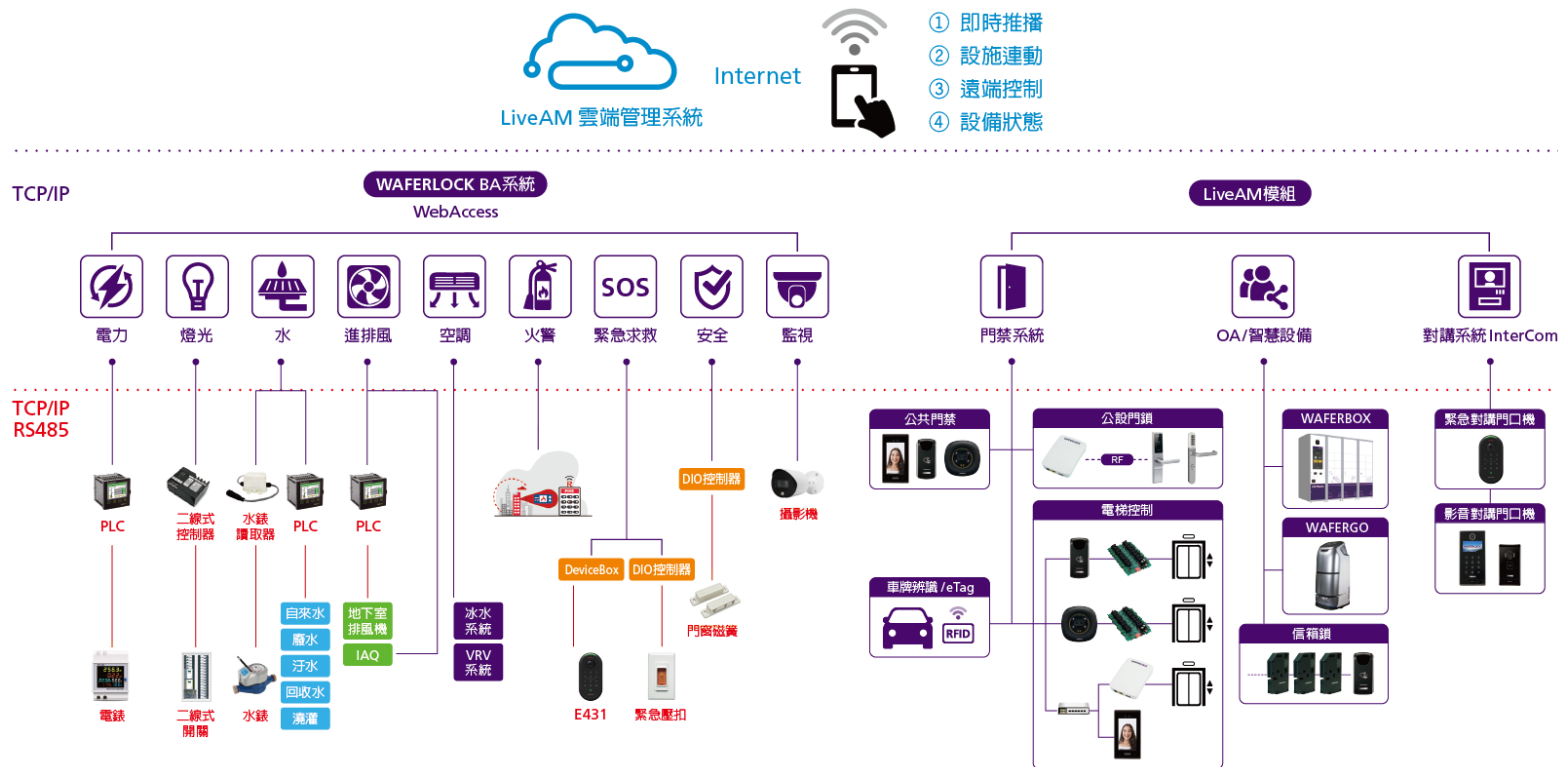 ① 即時推播
② 設施連動
③ 遠端控制
④ 設備狀態
Internet
LiveAM 雲端管理系統
TCP/IP
WAFERLOCK BA系統
WebAccess
LiveAM模組
SOS
電力
燈光
水
進排風
空調
火警
緊急求救
安全
監視
門禁系統
OA/智慧設備
對講系統 InterCom
TCP/IP
RS485
PLC
二線式
控制器
水錶
讀取器
PLC
PLC
電錶
二線式
開關
水錶
自來水
廢水
汙水
回收水
澆灌
地下室
排風機
IAQ
冰水
系統
VRV
系統
DeviceBox
DIO控制器
E431
緊急壓扣
DIO控制器
門窗磁簧
攝影機
公共門禁
公設門鎖
RF
電梯控制
車牌辨識 /eTag
RFID
WAFERBOX
WAFERGO
信箱鎖
緊急對講門口機
影音對講門口機